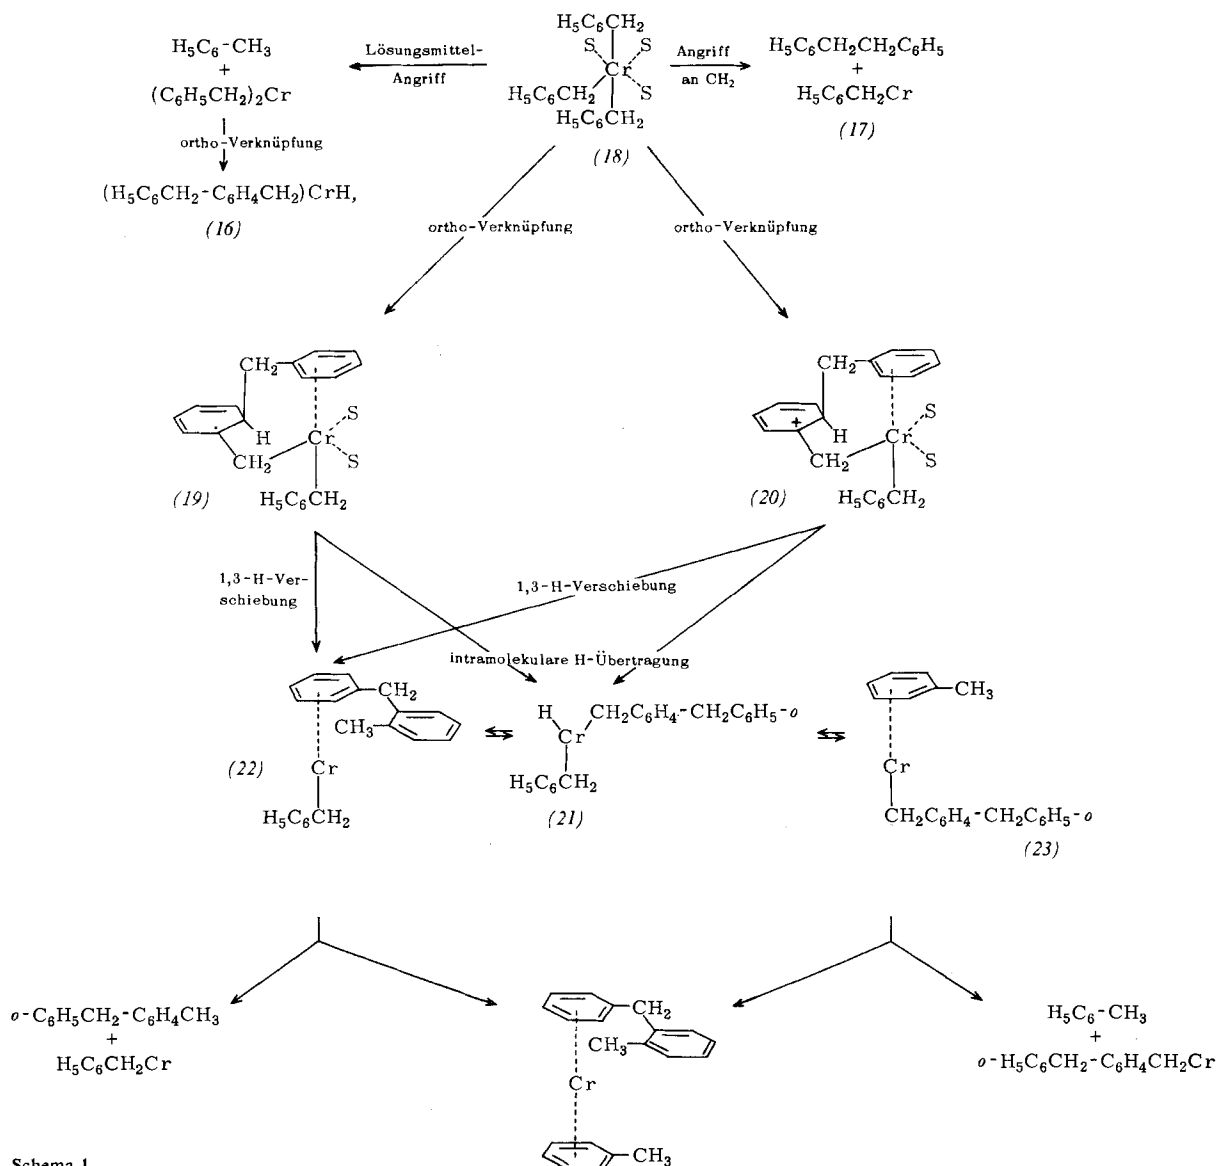 H5C6-CH3
+
(C6H5CH2)2Cr
ortho-Verknüpfung
(H5C6CH2-C6H4CH2)CrH,
(16)
Lösungsmittel-
Angriff
H5C6CH2
S
S
Cr
H5C6CH2
S
H5C6CH2
(18)
Angriff
an CH2
H5C6CH2CH2C6H5
+
H5C6CH2Cr
(17)
ortho-Verknüpfung
ortho-Verknüpfung
CH2
H
Cr
S
S
CH2
(19)
H5C6CH2
CH2
+
H
Cr
S
S
CH2
(20)
H5C6CH2
1,3-H-Ver-
schiebung
1,3-H-Verschiebung
intramolekulare H-Übertragung
CH2
CH3
Cr
(22)
H5C6CH2
H
CH2C6H4-CH2C6H5-o
Cr
H5C6CH2
(21)
CH3
Cr
CH2C6H4-CH2C6H5-o
(23)
o-C6H5CH2-C6H4CH3
+
H5C6CH2Cr
CH2
CH3
Cr
CH3
H5C6-CH3
+
o-H5C6CH2-C6H4CH2Cr
Schema 1